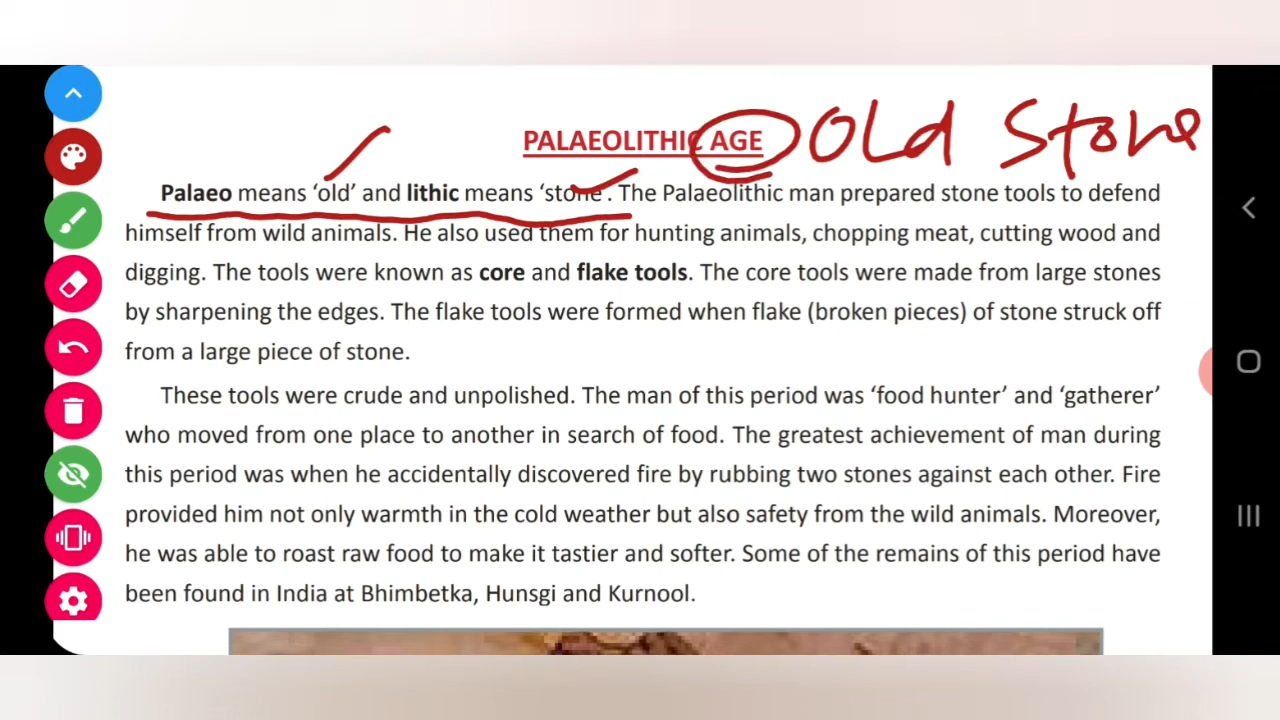 PALAEOLITHIC AGE Old Stone
Palaeo means ‘old’ and lithic means ‘stone’. The Palaeolithic man prepared stone tools to defend
himself from wild animals. He also used them for hunting animals, chopping meat, cutting wood and
digging. The tools were known as core and flake tools. The core tools were made from large stones
by sharpening the edges. The flake tools were formed when flake (broken pieces) of stone struck off
from a large piece of stone.
These tools were crude and unpolished. The man of this period was ‘food hunter’ and ‘gatherer’
who moved from one place to another in search of food. The greatest achievement of man during
this period was when he accidentally discovered fire by rubbing two stones against each other. Fire
provided him not only warmth in the cold weather but also safety from the wild animals. Moreover,
he was able to roast raw food to make it tastier and softer. Some of the remains of this period have
been found in India at Bhimbetka, Hunsgi and Kurnool.